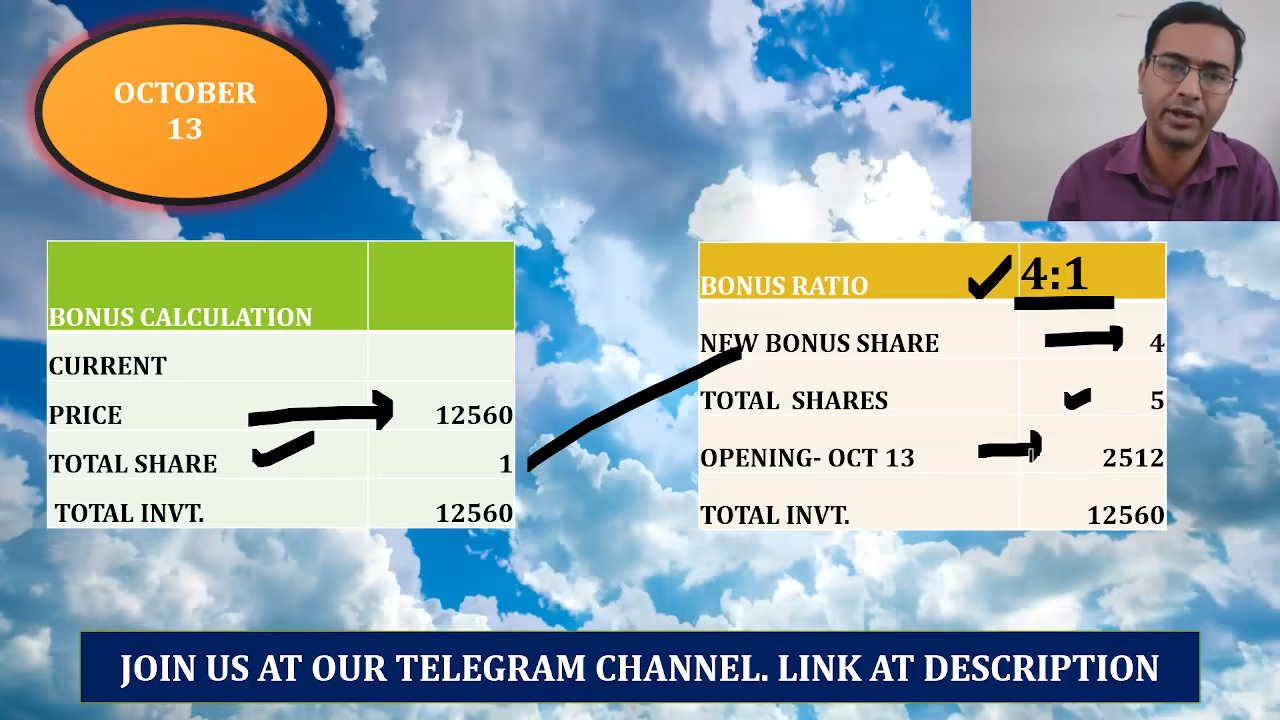 OCTOBER
13
BONUS CALCULATION
CURRENT
PRICE 12560
TOTAL SHARE 1
TOTAL INVT. 12560
BONUS RATIO 4:1
NEW BONUS SHARE 4
TOTAL SHARES 5
OPENING- OCT 13 2512
TOTAL INVT. 12560
JOIN US AT OUR TELEGRAM CHANNEL. LINK AT DESCRIPTION